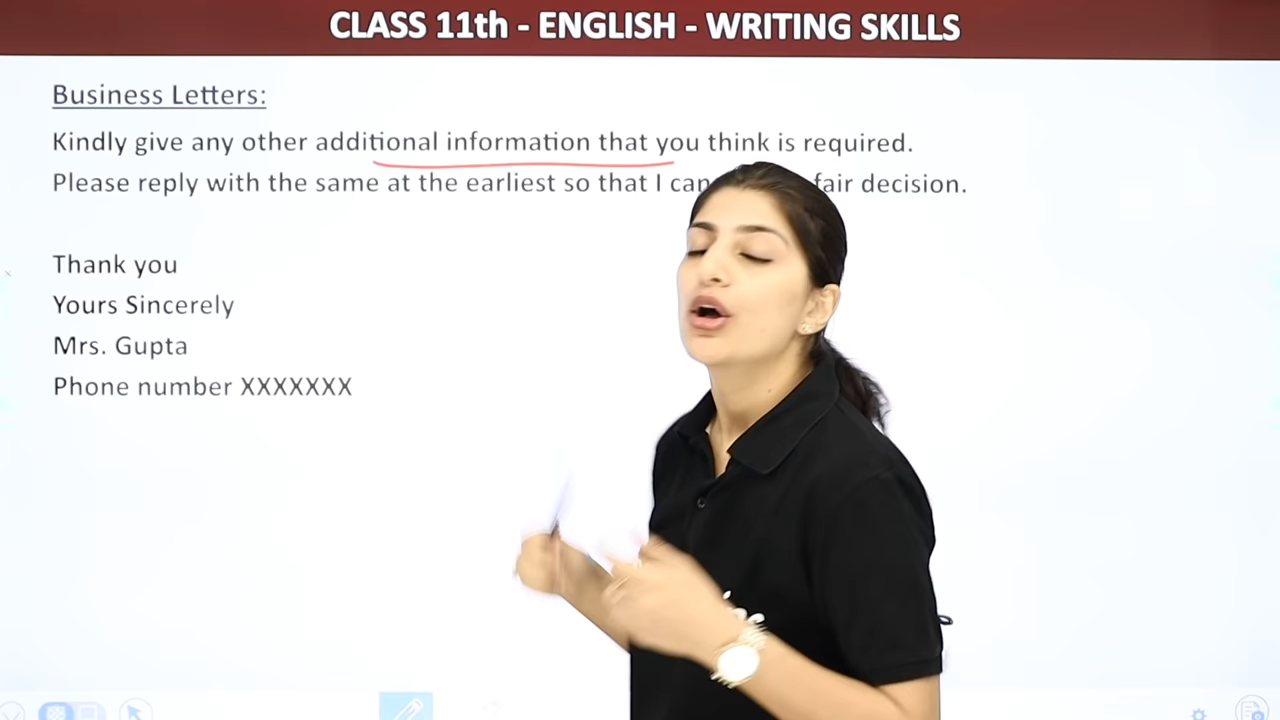 CLASS 11th - ENGLISH - WRITING SKILLS
Business Letters:
Kindly give any other additional information that you think is required.
Please reply with the same at the earliest so that I can fair decision.
Thank you
Yours Sincerely
Mrs. Gupta
Phone number XXXXXXX